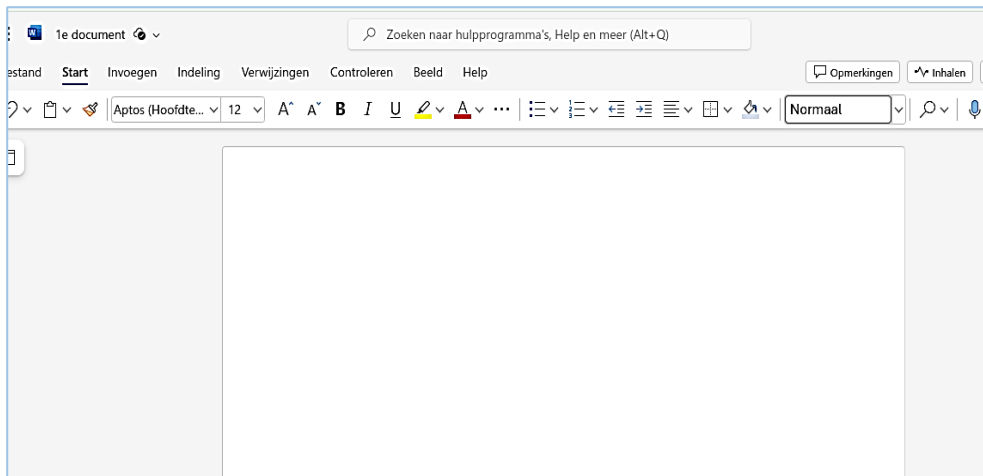 1e document
Zoeken naar hulpprogramma's, Help en meer (Alt+Q)
estand Start Invoegen Indeling Verwijzingen Controleren Beeld Help Opmerkingen Inhalen
Aptos (Hoofdte... 12 A A B I U A ... Normaal